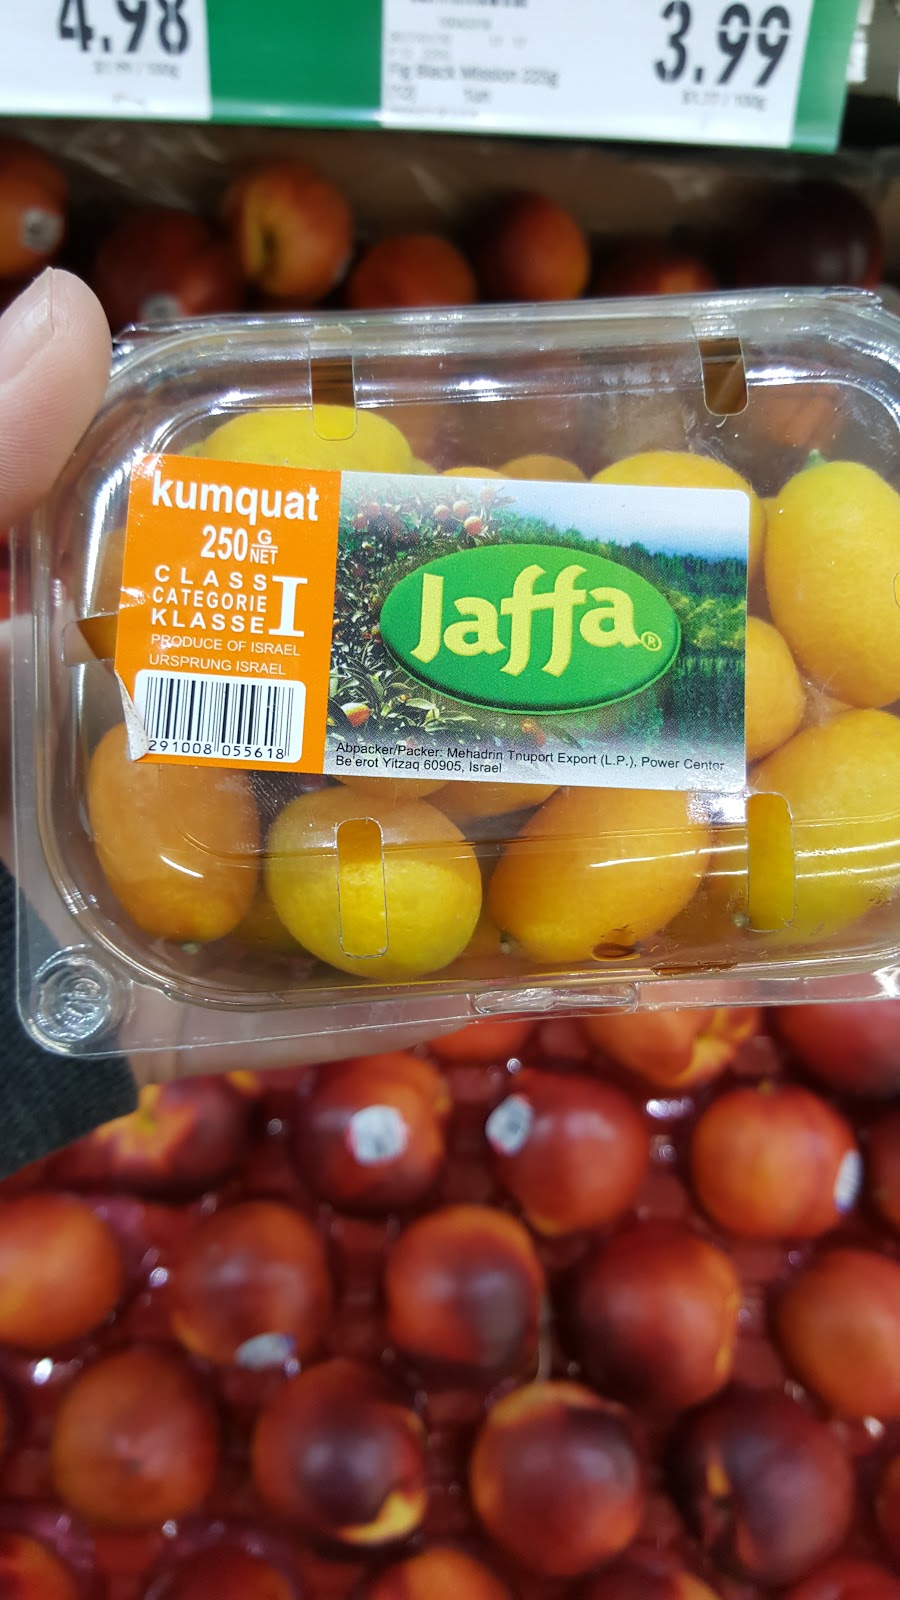 4.98
3.99
Fig Black Mission 225g
kumquat
250 G NET
CLASS I
CATEGORIE
KLASSE
PRODUCE OF ISRAEL
URSPRUNG ISRAEL
291008 055618
Jaffa®
Abpacker/Packer: Mehadrin Tnuport Export (L.P.), Power Center
Be'erot Yitzaq 60905, Israel